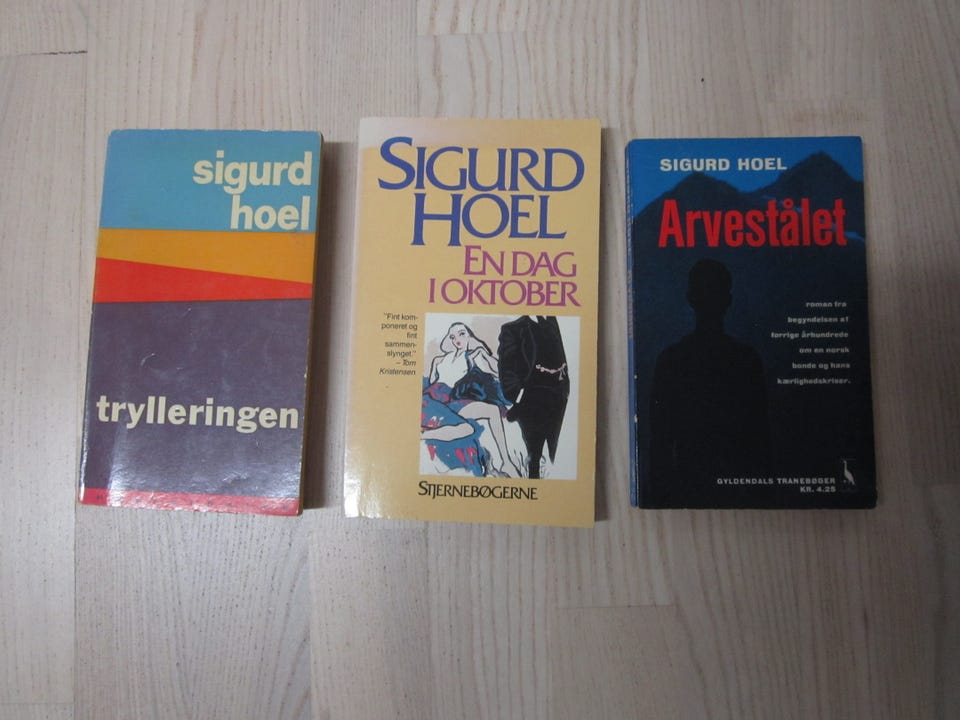 sigurd
hoel
trylleringen
SIGURD
HOEL
EN DAG
I OKTOBER
"Fint kom-
poneret og
fint
sammen-
slynget."
– Tom
Kristensen
STJERNEBØGERNE
SIGURD HOEL
Arvestålet
roman fra
begyndelsen af
forrige århundrede
om en norsk
bonde og hans
kærlighedskriser.
GYLDENDALS TRANEBØGER
KR. 4.25